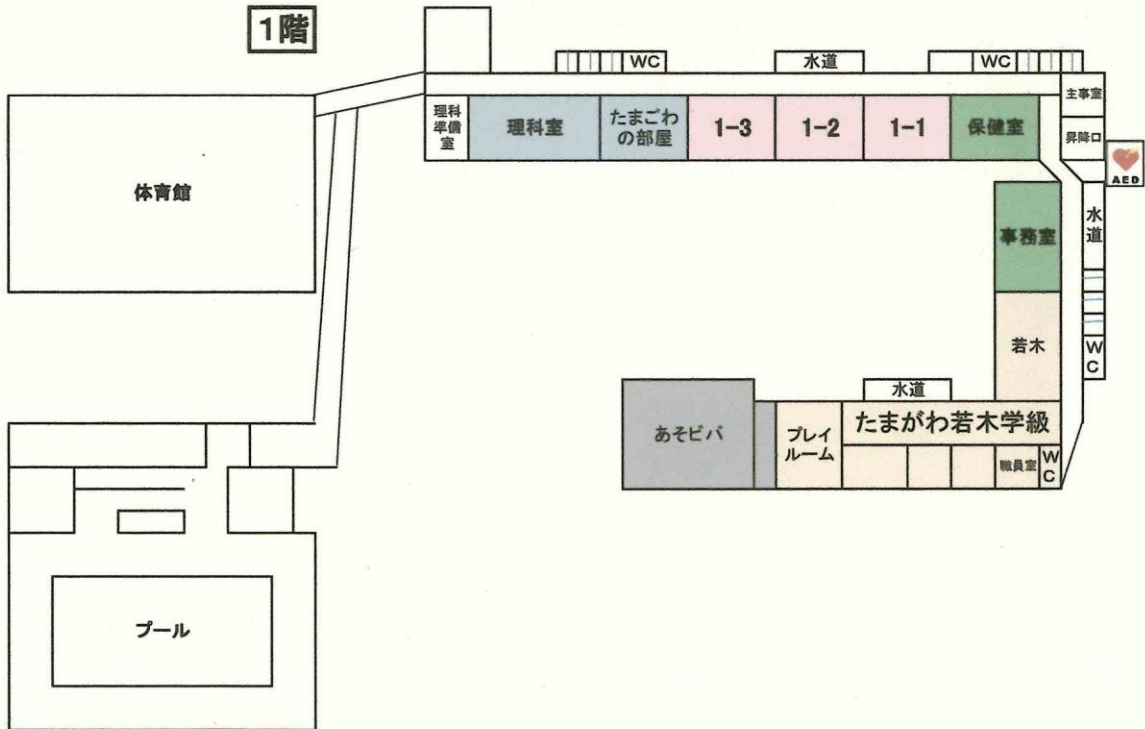 1階
WC
水道
WC
主事室
昇降口
AED
理科
準備
室
理科室
たまごわ
の部屋
1-3
1-2
1-1
保健室
体育館
水
道
事務室
若木
W
C
水道
あそビバ
プレイ
ルーム
たまがわ若木学級
職員室
W
C
プール